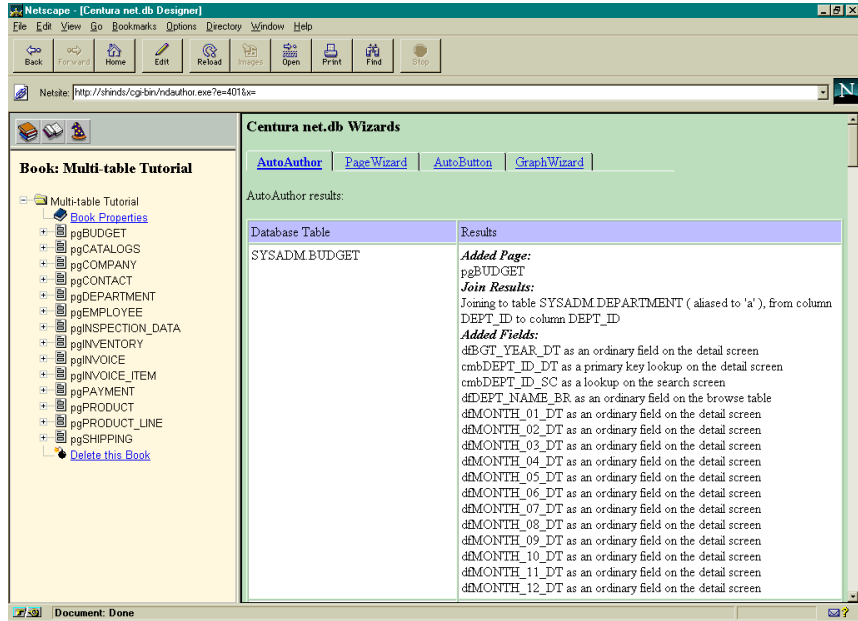 Netscape - [Centura net.db Designer]
File Edit View Go Bookmarks Options Directory Window Help
Back Forward Home Edit Reload Images Open Print Find Stop
Netsite: http://shinds/cgi-bin/ndauthor.exe?e=401&x=
N
Book: Multi-table Tutorial
Multi-table Tutorial
Book Properties
pgBUDGET
pgCATALOGS
pgCOMPANY
pgCONTACT
pgDEPARTMENT
pgEMPLOYEE
pgINSPECTION_DATA
pgINVENTORY
pgINVOICE
pgINVOICE_ITEM
pgPAYMENT
pgPRODUCT
pgPRODUCT_LINE
pgSHIPPING
Delete this Book
Centura net.db Wizards
AutoAuthor PageWizard AutoButton GraphWizard
AutoAuthor results:
Database Table Results
SYSADM.BUDGET Added Page:
pgBUDGET
Join Results:
Joining to table SYSADM.DEPARTMENT ( aliased to 'a' ), from column
DEPT_ID to column DEPT_ID
Added Fields:
dfBGT_YEAR_DT as an ordinary field on the detail screen
cmbDEPT_ID_DT as a primary key lookup on the detail screen
cmbDEPT_ID_SC as a lookup on the search screen
dfDEPT_NAME_BR as an ordinary field on the browse table
dfMONTH_01_DT as an ordinary field on the detail screen
dfMONTH_02_DT as an ordinary field on the detail screen
dfMONTH_03_DT as an ordinary field on the detail screen
dfMONTH_04_DT as an ordinary field on the detail screen
dfMONTH_05_DT as an ordinary field on the detail screen
dfMONTH_06_DT as an ordinary field on the detail screen
dfMONTH_07_DT as an ordinary field on the detail screen
dfMONTH_08_DT as an ordinary field on the detail screen
dfMONTH_09_DT as an ordinary field on the detail screen
dfMONTH_10_DT as an ordinary field on the detail screen
dfMONTH_11_DT as an ordinary field on the detail screen
dfMONTH_12_DT as an ordinary field on the detail screen
Document: Done